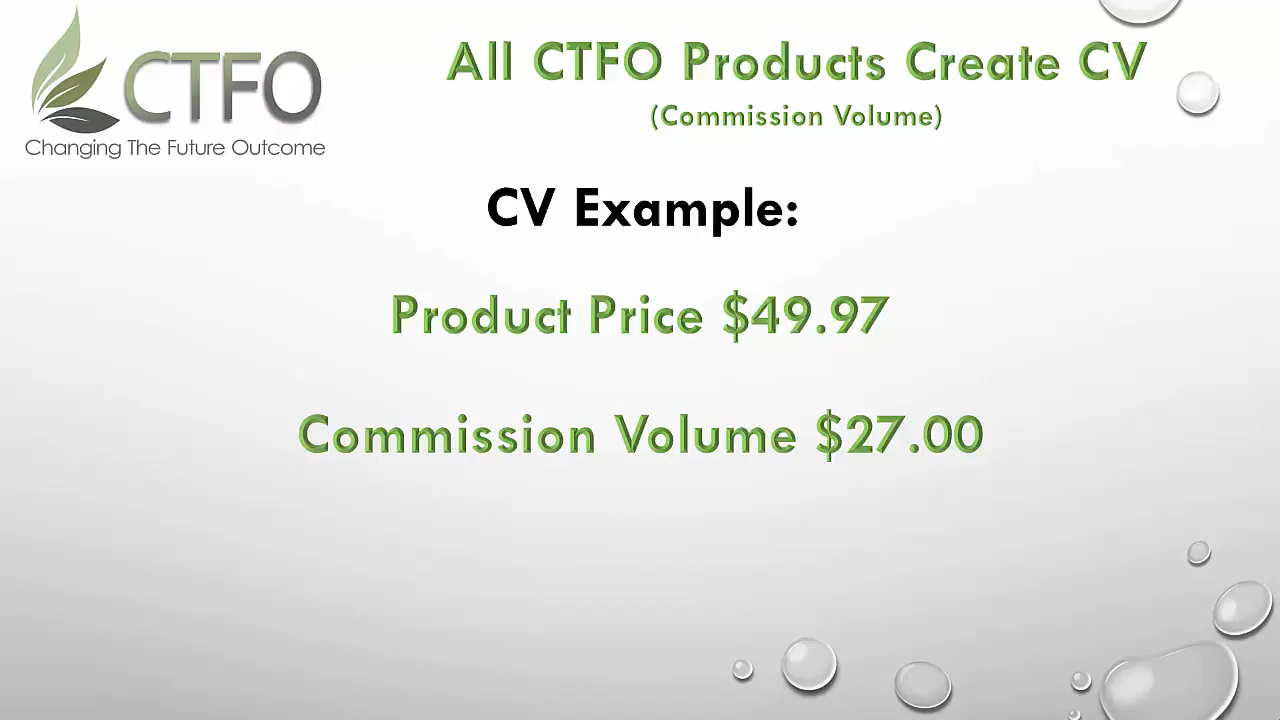 CTFO
Changing The Future Outcome
All CTFO Products Create CV
(Commission Volume)
CV Example:
Product Price $49.97
Commission Volume $27.00